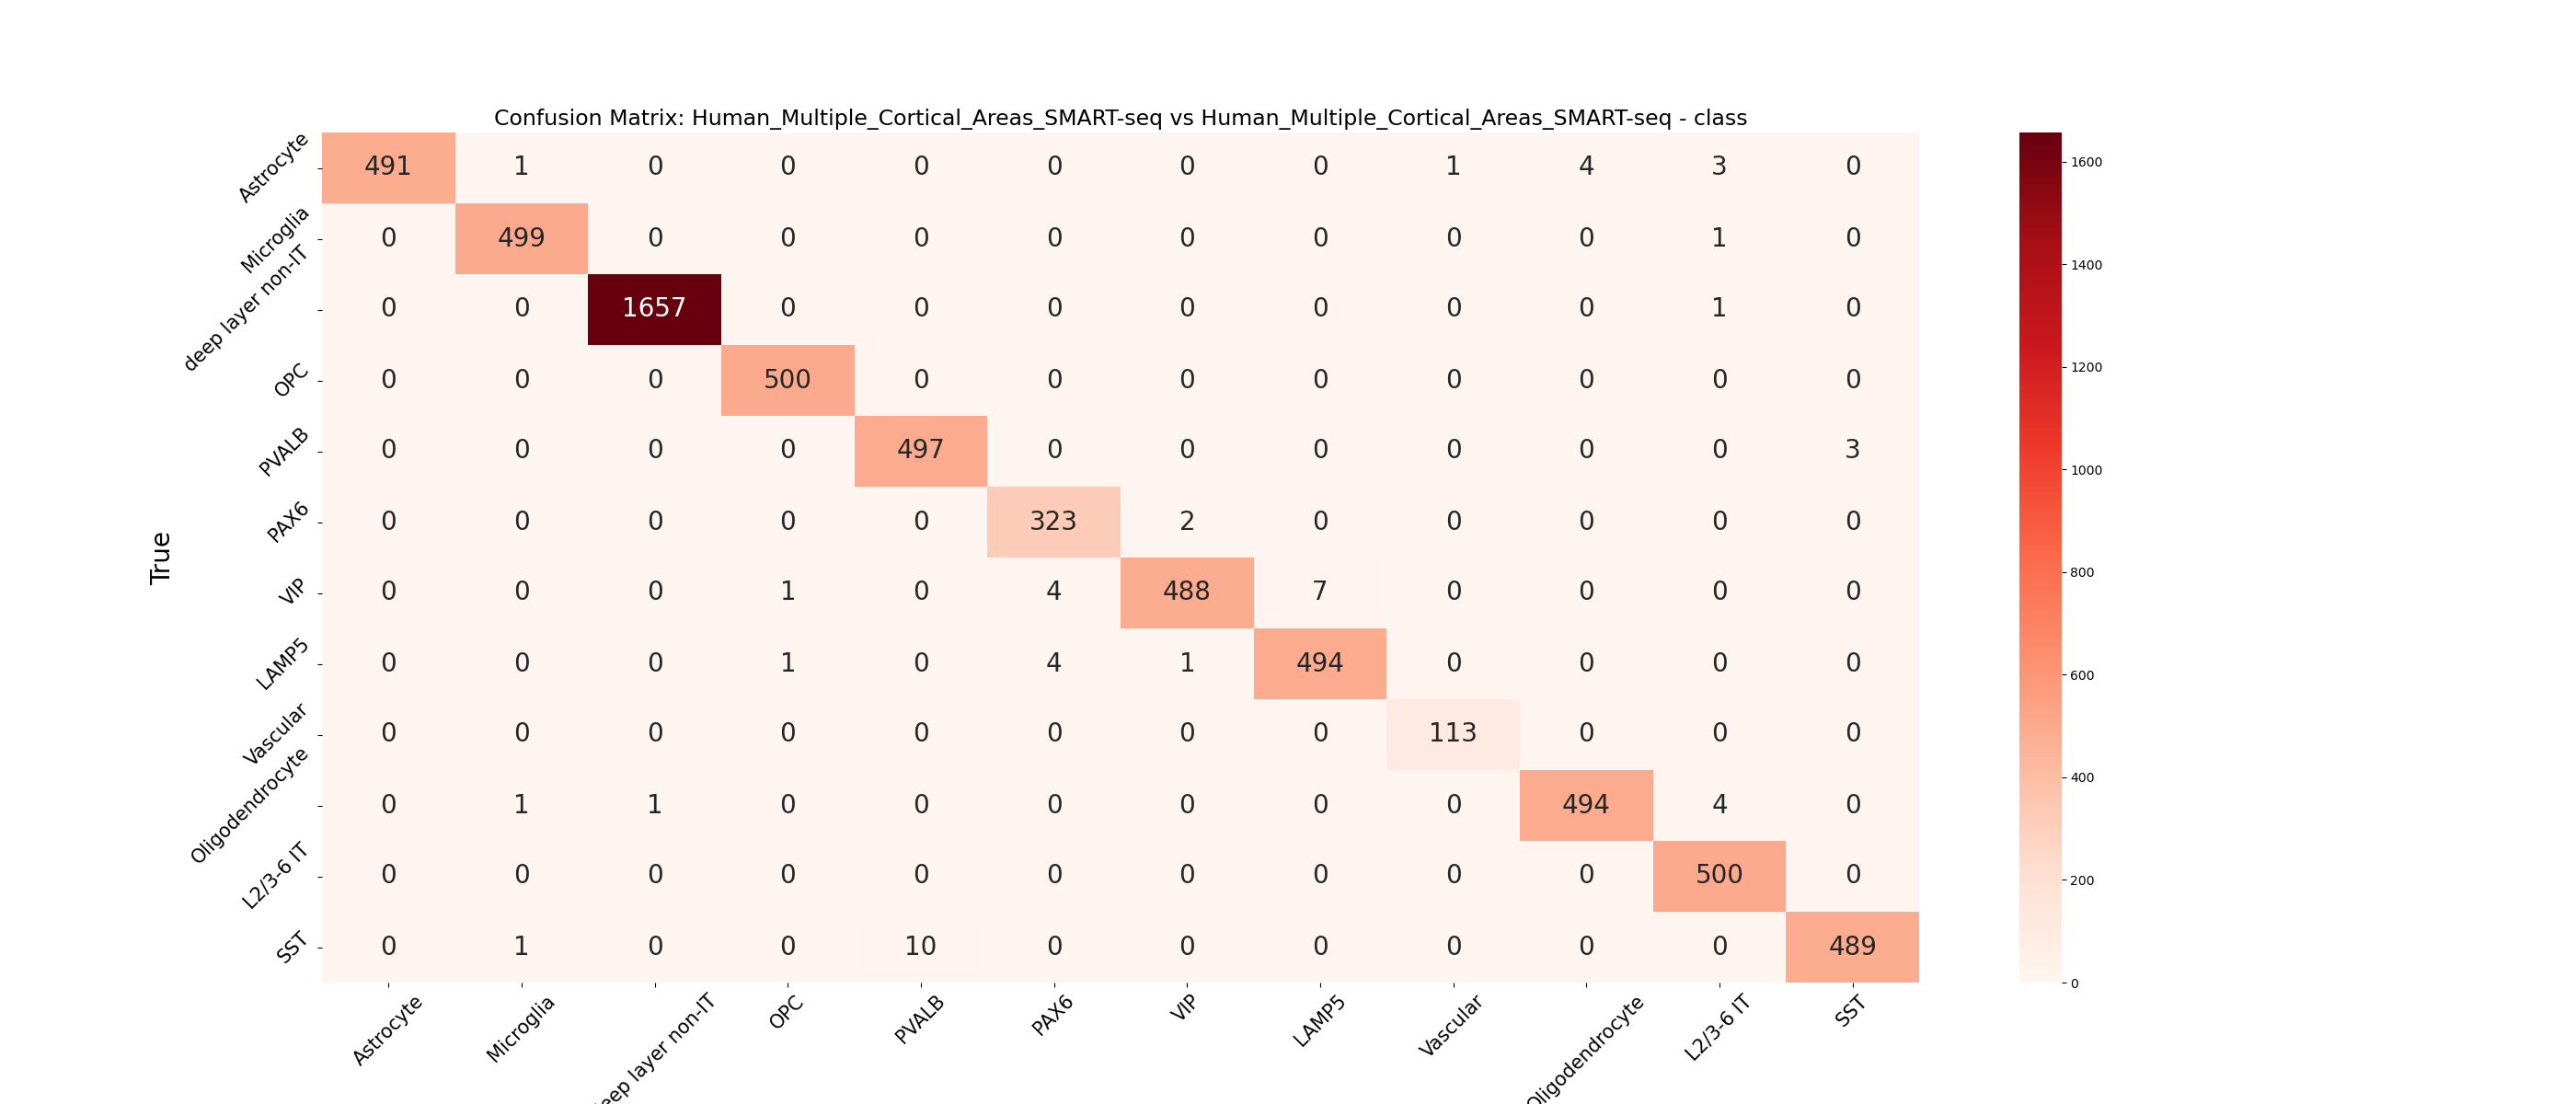 Confusion Matrix: Human_Multiple_Cortical_Areas_SMART-seq vs Human_Multiple_Cortical_Areas_SMART-seq - class
True
Astrocyte 491 1 0 0 0 0 0 0 1 4 3 0
Microglia 0 499 0 0 0 0 0 0 0 0 1 0
deep layer non-IT 0 0 1657 0 0 0 0 0 0 0 1 0
OPC 0 0 0 500 0 0 0 0 0 0 0 0
PVALB 0 0 0 0 497 0 0 0 0 0 0 3
PAX6 0 0 0 0 0 323 2 0 0 0 0 0
VIP 0 0 0 1 0 4 488 7 0 0 0 0
LAMP5 0 0 0 1 0 4 1 494 0 0 0 0
Vascular 0 0 0 0 0 0 0 0 113 0 0 0
Oligodendrocyte 0 1 1 0 0 0 0 0 0 494 4 0
L2/3-6 IT 0 0 0 0 0 0 0 0 0 0 500 0
SST 0 1 0 0 10 0 0 0 0 0 0 489
Astrocyte Microglia eep layer non-IT OPC PVALB PAX6 VIP LAMP5 Vascular Oligodendrocyte L2/3-6 IT SST
1600
1400
1200
1000
800
600
400
200
0